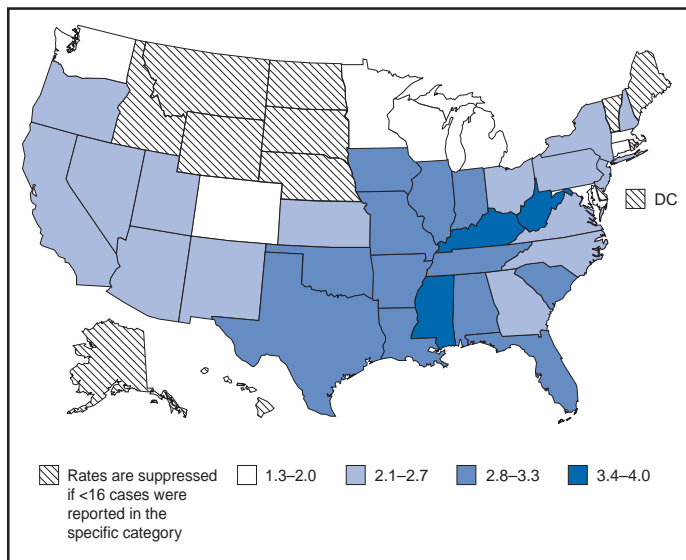 DC
Rates are suppressed
if <16 cases were
reported in the
specific category
1.3–2.0
2.1–2.7
2.8–3.3
3.4–4.0